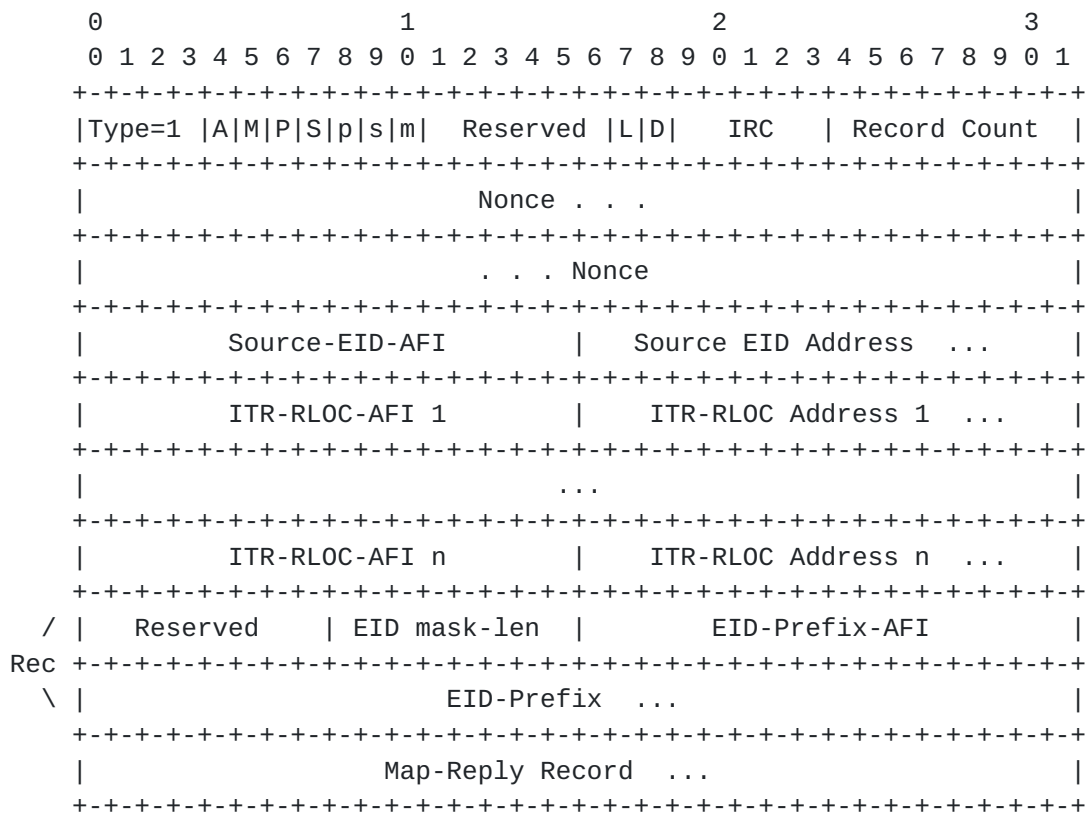 0                   1                   2                   3
 0 1 2 3 4 5 6 7 8 9 0 1 2 3 4 5 6 7 8 9 0 1 2 3 4 5 6 7 8 9 0 1
+-+-+-+-+-+-+-+-+-+-+-+-+-+-+-+-+-+-+-+-+-+-+-+-+-+-+-+-+-+-+-+-+
|Type=1 |A|M|P|S|p|s|m|  Reserved |L|D|   IRC   | Record Count  |
+-+-+-+-+-+-+-+-+-+-+-+-+-+-+-+-+-+-+-+-+-+-+-+-+-+-+-+-+-+-+-+-+
|                         Nonce . . .                           |
+-+-+-+-+-+-+-+-+-+-+-+-+-+-+-+-+-+-+-+-+-+-+-+-+-+-+-+-+-+-+-+-+
|                         . . . Nonce                           |
+-+-+-+-+-+-+-+-+-+-+-+-+-+-+-+-+-+-+-+-+-+-+-+-+-+-+-+-+-+-+-+-+
|         Source-EID-AFI        |   Source EID Address  ...     |
+-+-+-+-+-+-+-+-+-+-+-+-+-+-+-+-+-+-+-+-+-+-+-+-+-+-+-+-+-+-+-+-+
|         ITR-RLOC-AFI 1        |    ITR-RLOC Address 1  ...    |
+-+-+-+-+-+-+-+-+-+-+-+-+-+-+-+-+-+-+-+-+-+-+-+-+-+-+-+-+-+-+-+-+
|                              ...                              |
+-+-+-+-+-+-+-+-+-+-+-+-+-+-+-+-+-+-+-+-+-+-+-+-+-+-+-+-+-+-+-+-+
|         ITR-RLOC-AFI n        |    ITR-RLOC Address n  ...    |
+-+-+-+-+-+-+-+-+-+-+-+-+-+-+-+-+-+-+-+-+-+-+-+-+-+-+-+-+-+-+-+-+
/ |   Reserved    | EID mask-len  |        EID-Prefix-AFI         |
Rec +-+-+-+-+-+-+-+-+-+-+-+-+-+-+-+-+-+-+-+-+-+-+-+-+-+-+-+-+-+-+-+-+
\ |                       EID-Prefix  ...                         |
+-+-+-+-+-+-+-+-+-+-+-+-+-+-+-+-+-+-+-+-+-+-+-+-+-+-+-+-+-+-+-+-+
|                   Map-Reply Record  ...                       |
+-+-+-+-+-+-+-+-+-+-+-+-+-+-+-+-+-+-+-+-+-+-+-+-+-+-+-+-+-+-+-+-+